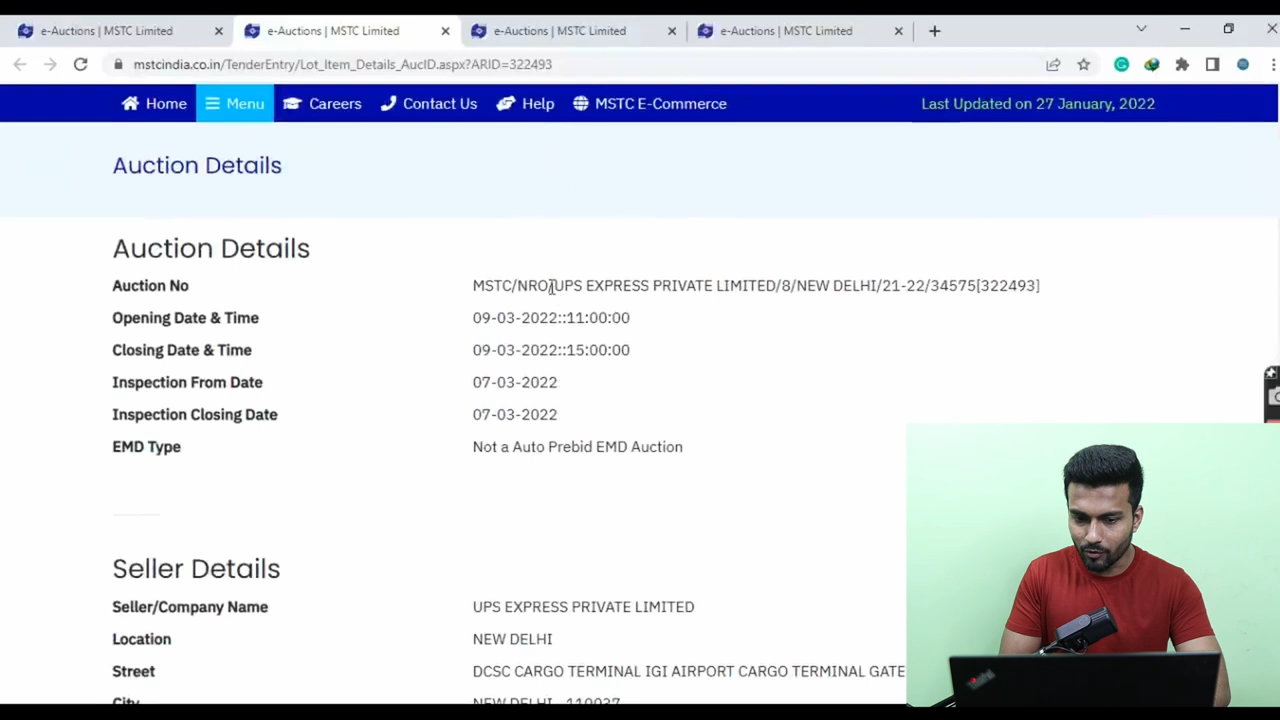 e-Auctions | MSTC Limited e-Auctions | MSTC Limited e-Auctions | MSTC Limited e-Auctions | MSTC Limited
mstcindia.co.in/TenderEntry/Lot_Item_Details_AucID.aspx?ARID=322493
Home Menu Careers Contact Us Help MSTC E-Commerce Last Updated on 27 January, 2022
Auction Details
Auction Details
Auction No MSTC/NRO/UPS EXPRESS PRIVATE LIMITED/8/NEW DELHI/21-22/34575[322493]
Opening Date & Time 09-03-2022::11:00:00
Closing Date & Time 09-03-2022::15:00:00
Inspection From Date 07-03-2022
Inspection Closing Date 07-03-2022
EMD Type Not a Auto Prebid EMD Auction
Seller Details
Seller/Company Name UPS EXPRESS PRIVATE LIMITED
Location NEW DELHI
Street DCSC CARGO TERMINAL IGI AIRPORT CARGO TERMINAL GATE
City NEW DELHI - 110037